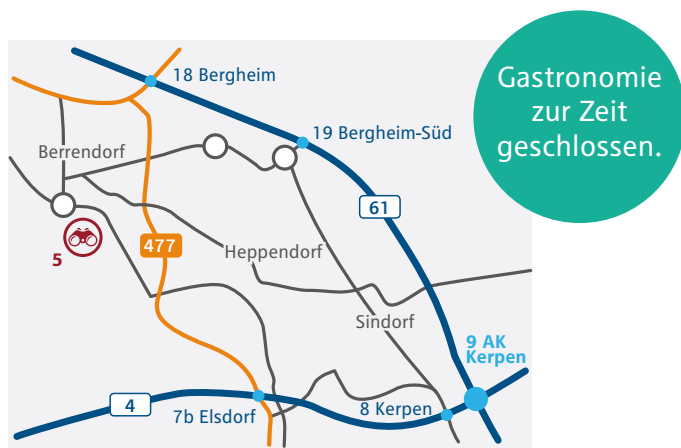 Gastronomie
zur Zeit
geschlossen.
18 Bergheim
19 Bergheim-Süd
Berrendorf
61
477
5
Heppendorf
Sindorf
9 AK
Kerpen
4
7b Elsdorf
8 Kerpen